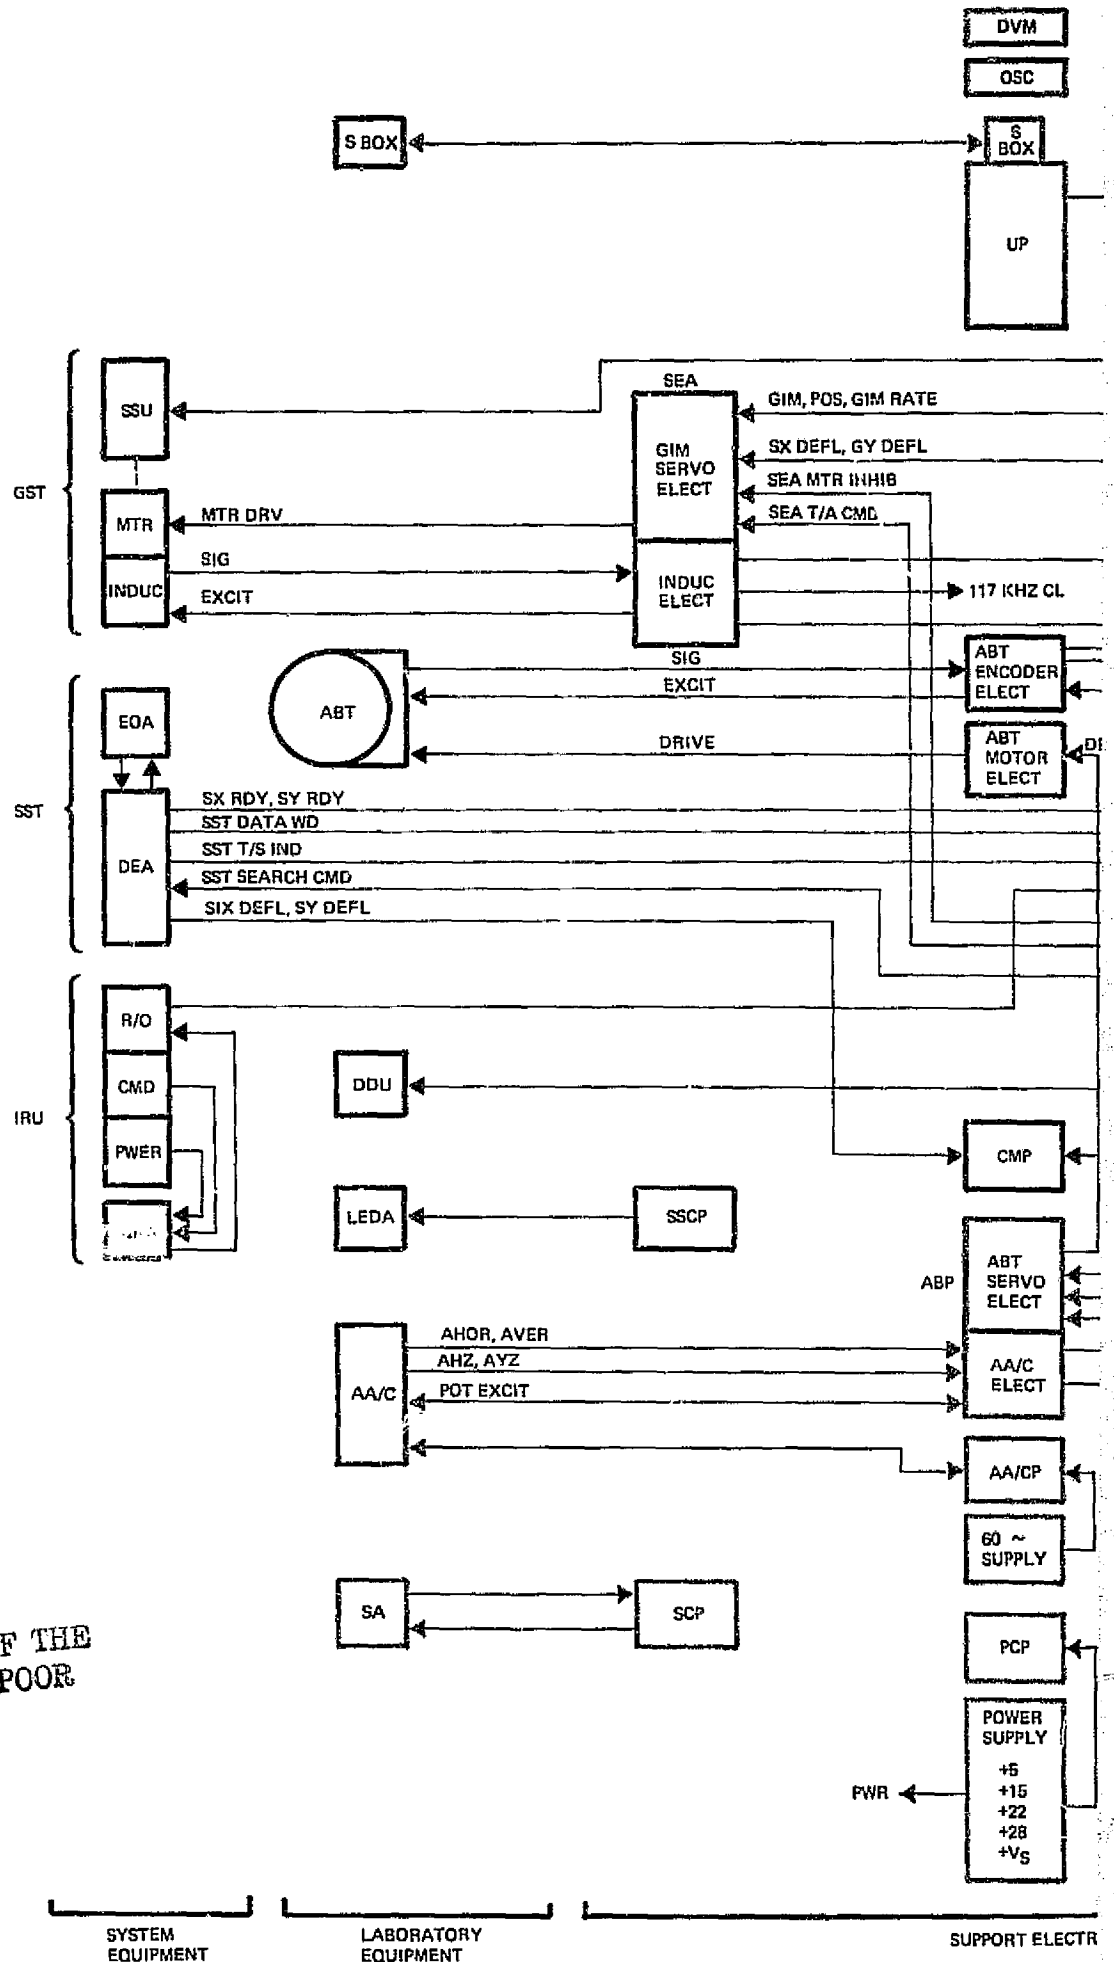 DVM
OSC
S BOX
S
BOX
UP
SSU
SEA
GIM, POS, GIM RATE
GIM
SERVO
ELECT
SX DEFL, GY DEFL
SEA MTR INHIB
SEA T/A CMD
GST
MTR
MTR DRV
INDUC
SIG
EXCIT
INDUC
ELECT
117 KHZ CL
ABT
SIG
EXCIT
DRIVE
ABT
ENCODER
ELECT
ABT
MOTOR
ELECT
EOA
SST
DEA
SX RDY, SY RDY
SST DATA WD
SST T/S IND
SST SEARCH CMD
SIX DEFL, SY DEFL
R/O
CMD
IRU
PWER
DDU
CMP
LEDA
SSCP
ABP
ABT
SERVO
ELECT
AHOR, AVER
AHZ, AYZ
AA/C
POT EXCIT
AA/C
ELECT
AA/CP
60 ~
SUPPLY
SA
SCP
F THE
POOR
PCP
POWER
SUPPLY
+5
+15
+22
+28
+VS
PWR
SYSTEM
EQUIPMENT
LABORATORY
EQUIPMENT
SUPPORT ELECTR